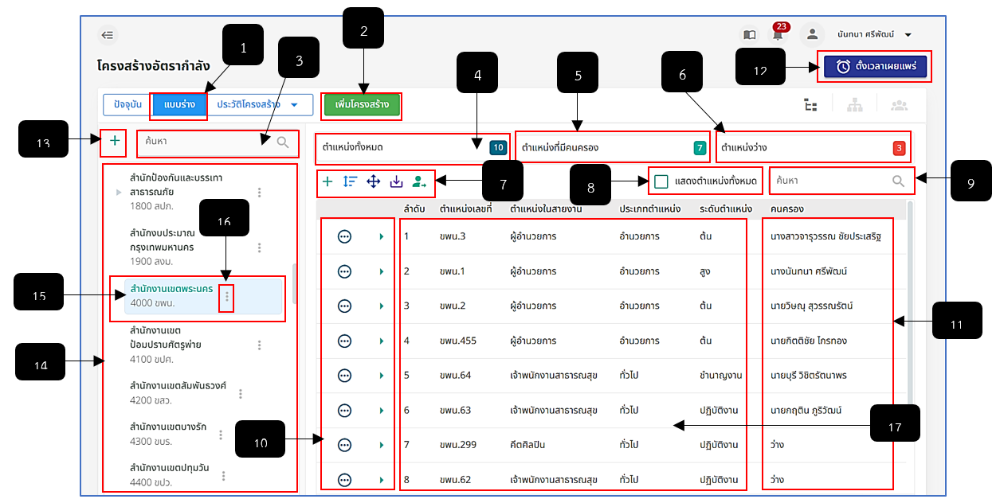 2
1
3
23
นันทนา ศรีพัฒน์
โครงสร้างอัตรากำลัง
4
5
6
12
ตั้งเวลาเผยแพร่
ปัจจุบัน
แบบร่าง
ประวัติโครงสร้าง
เพิ่มโครงสร้าง
13
ค้นหา
ตำแหน่งทั้งหมด
10
ตำแหน่งที่มีคนครอง
7
ตำแหน่งว่าง
3
7
8
แสดงตำแหน่งทั้งหมด
ค้นหา
9
สำนักป้องกันและบรรเทา
สาธารณภัย
1800 สปภ.
16
สำนักงบประมาณ
กรุงเทพมหานคร
1900 สงม.
15
สำนักงานเขตพระนคร
4000 ขพน.
14
สำนักงานเขต
ป้อมปราบศัตรูพ่าย
4100 ขปศ.
สำนักงานเขตสัมพันธวงศ์
4200 ขสว.
สำนักงานเขตบางรัก
4300 ขบร.
สำนักงานเขตปทุมวัน
4400 ขปว.
10
ลำดับ ตำแหน่งเลขที่ ตำแหน่งในสายงาน ประเภทตำแหน่ง ระดับตำแหน่ง คนครอง
1 ขพน.3 ผู้อำนวยการ อำนวยการ ต้น นางสาวจารุวรรณ ชัยประเสริฐ
2 ขพน.1 ผู้อำนวยการ อำนวยการ สูง นางนันทนา ศรีพัฒน์
3 ขพน.2 ผู้อำนวยการ อำนวยการ ต้น นายวิษณุ สุวรรณรัตน์
11
4 ขพน.455 ผู้อำนวยการ อำนวยการ ต้น นายกิตติชัย ไกรทอง
5 ขพน.64 เจ้าพนักงานสาธารณสุข ทั่วไป ชำนาญงาน นายบุรี วิชิตรัตนาพร
6 ขพน.63 เจ้าพนักงานสาธารณสุข ทั่วไป ปฏิบัติงาน นายกฤติน ภูริวัฒน์
17
7 ขพน.299 คีตศิลปิน ทั่วไป ปฏิบัติงาน ว่าง
8 ขพน.62 เจ้าพนักงานสาธารณสุข ทั่วไป ปฏิบัติงาน ว่าง